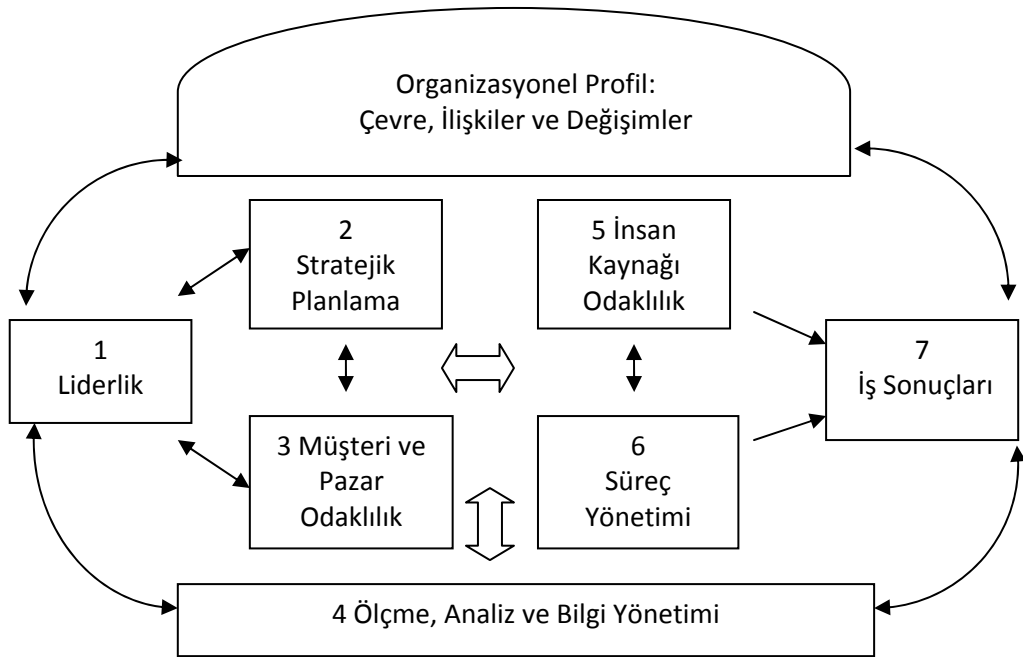 Organizasyonel Profil:
Çevre, İlişkiler ve Değişimler
1
Liderlik
2
Stratejik
Planlama
3 Müşteri ve
Pazar
Odaklılık
5 İnsan
Kaynağı
Odaklılık
6
Süreç
Yönetimi
7
İş Sonuçları
4 Ölçme, Analiz ve Bilgi Yönetimi